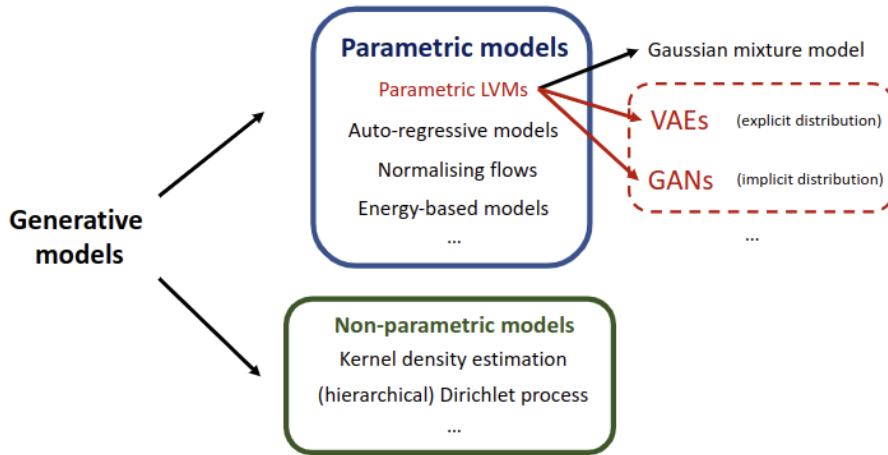 Generative
models
Parametric models
Parametric LVMs
Auto-regressive models
Normalising flows
Energy-based models
...
Gaussian mixture model
VAEs (explicit distribution)
GANs (implicit distribution)
...
Non-parametric models
Kernel density estimation
(hierarchical) Dirichlet process
...